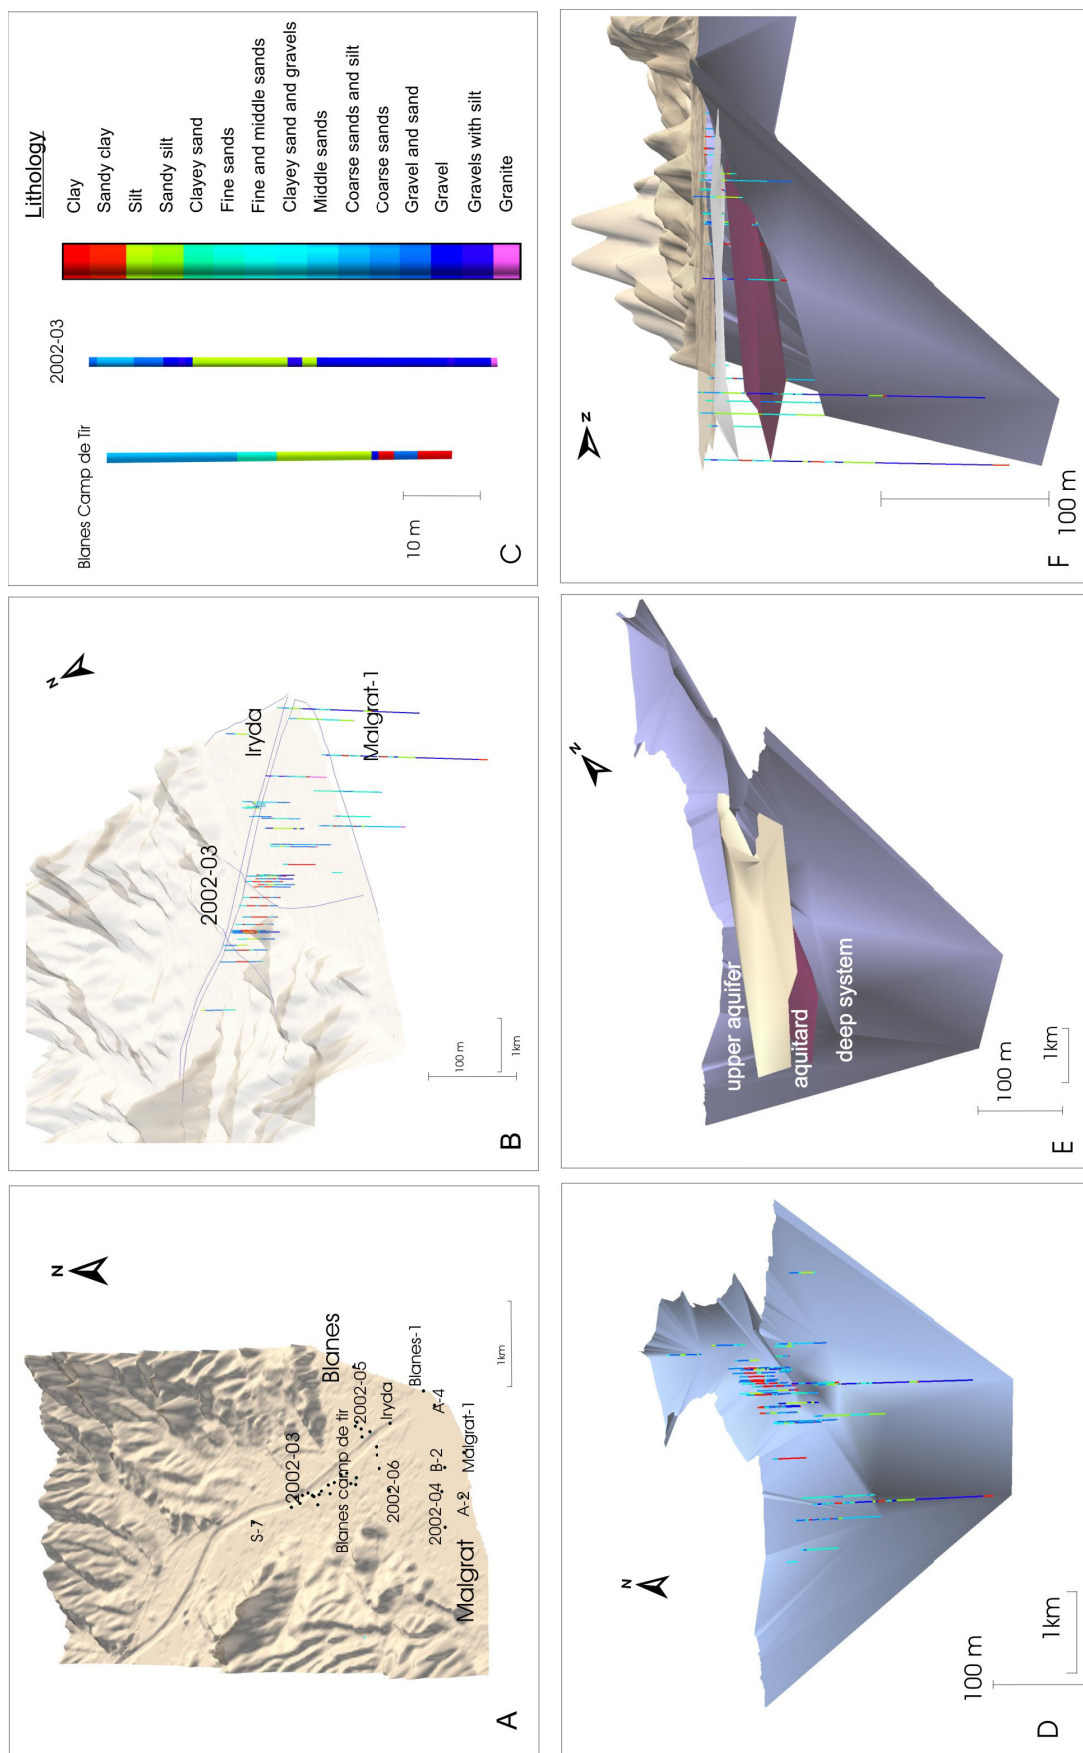 A
N
Blanes
2002-05
Blanes-1
2002-03
Blanes camp de tir
Iryda
A-4
S-7
2002-06
B-2
Malgrat-1
2002-04
A-2
Malgrat
1km
B
N
2002-03
Iryda
Malgrat-1
100 m
1km
C
Blanes Camp de Tir
2002-03
10 m
Lithology
Clay
Sandy clay
Silt
Sandy silt
Clayey sand
Fine sands
Fine and middle sands
Clayey sand and gravels
Middle sands
Coarse sands and silt
Coarse sands
Gravel and sand
Gravel
Gravels with silt
Granite
D
N
100 m
1km
E
N
upper aquifer
aquitard
deep system
100 m
1km
F
N
100 m